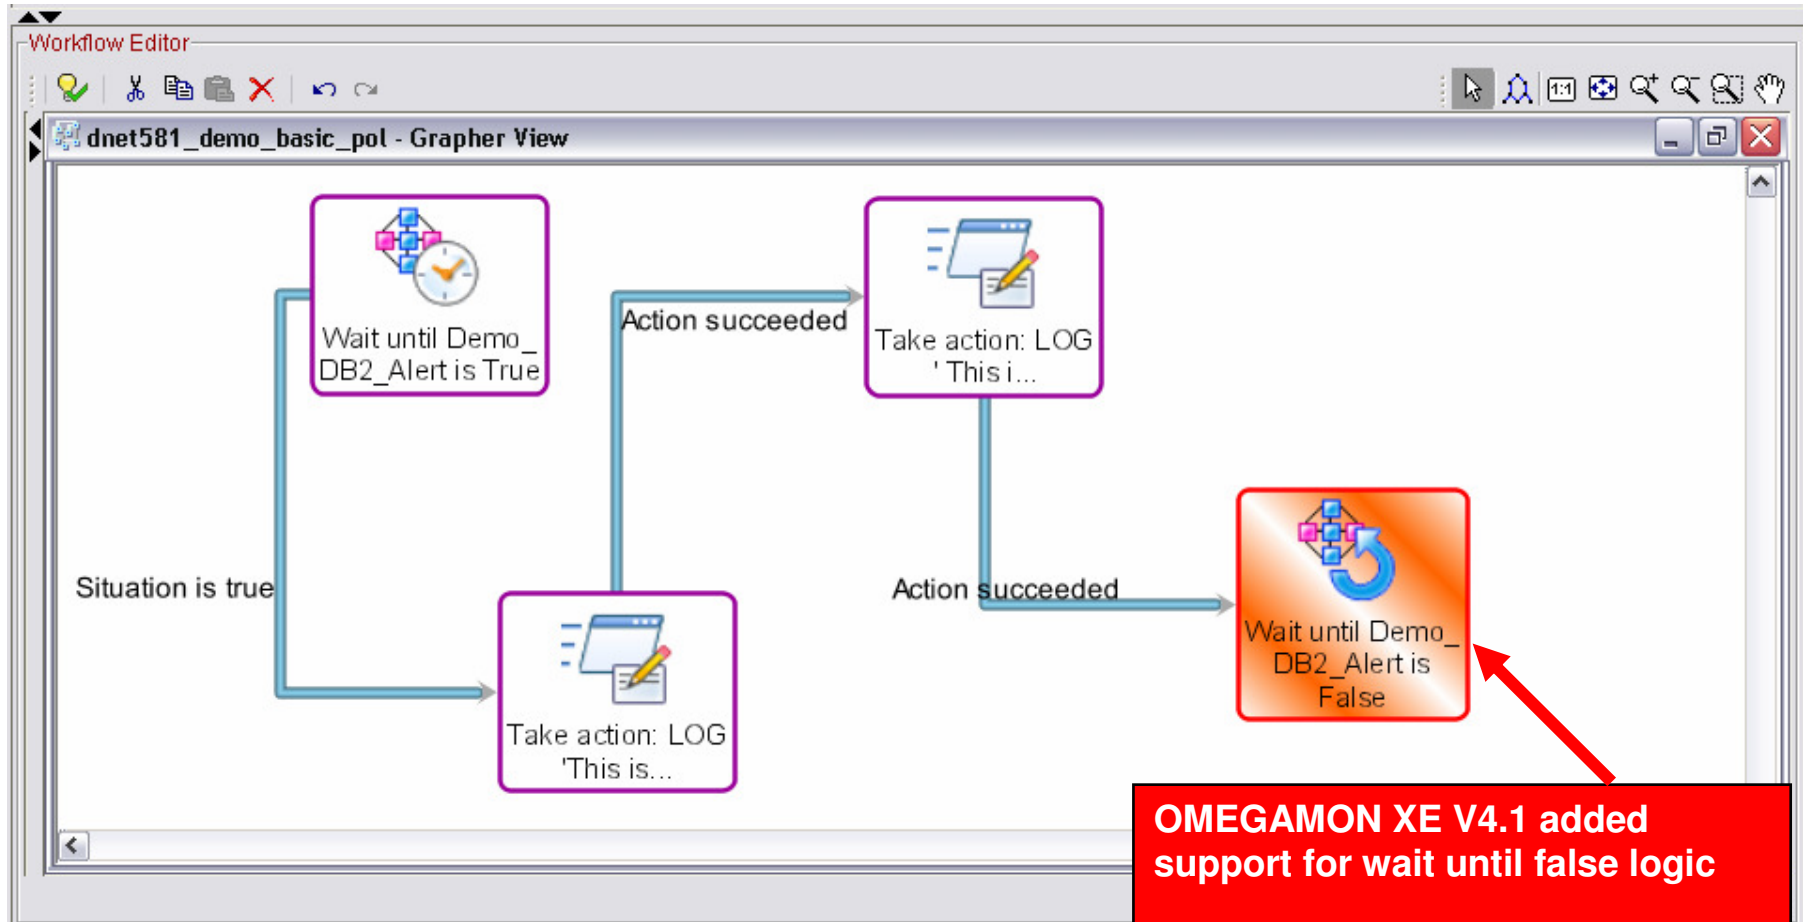 Workflow Editor
1:1
dnet581_demo_basic_pol - Grapher View
Wait until Demo_
DB2_Alert is True
Action succeeded
Take action: LOG
' This i...
Situation is true
Take action: LOG
'This is...
Action succeeded
Wait until Demo_
DB2_Alert is
False
OMEGAMON XE V4.1 added
support for wait until false logic